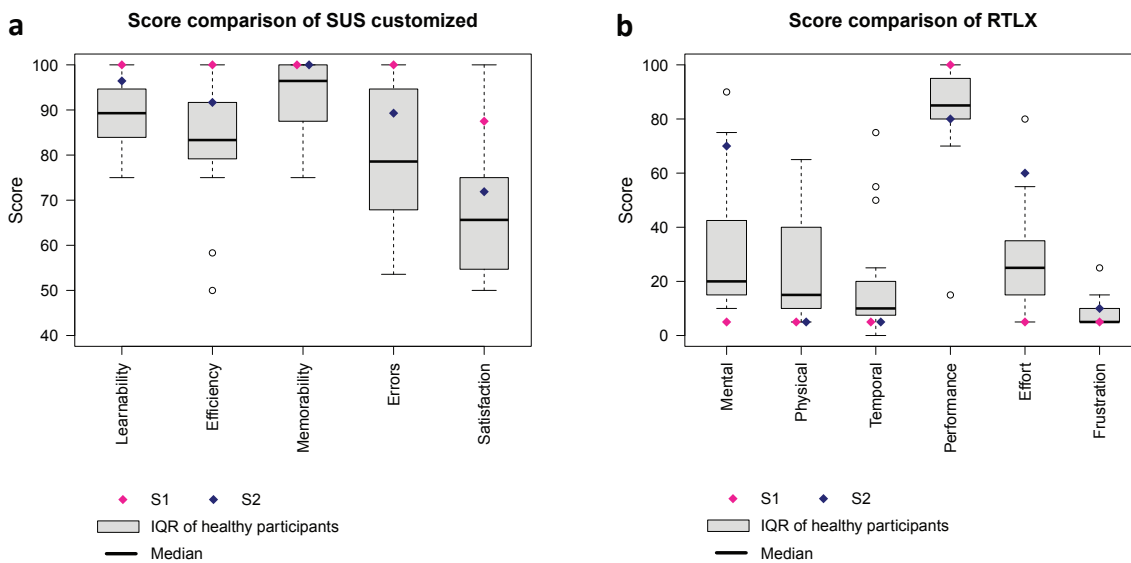 a
Score comparison of SUS customized
Score
100
90
80
70
60
50
40
Learnability
Efficiency
Memorability
Errors
Satisfaction
S1 S2
IQR of healthy participants
Median
b
Score comparison of RTLX
Score
100
80
60
40
20
0
Mental
Physical
Temporal
Performance
Effort
Frustration
S1 S2
IQR of healthy participants
Median